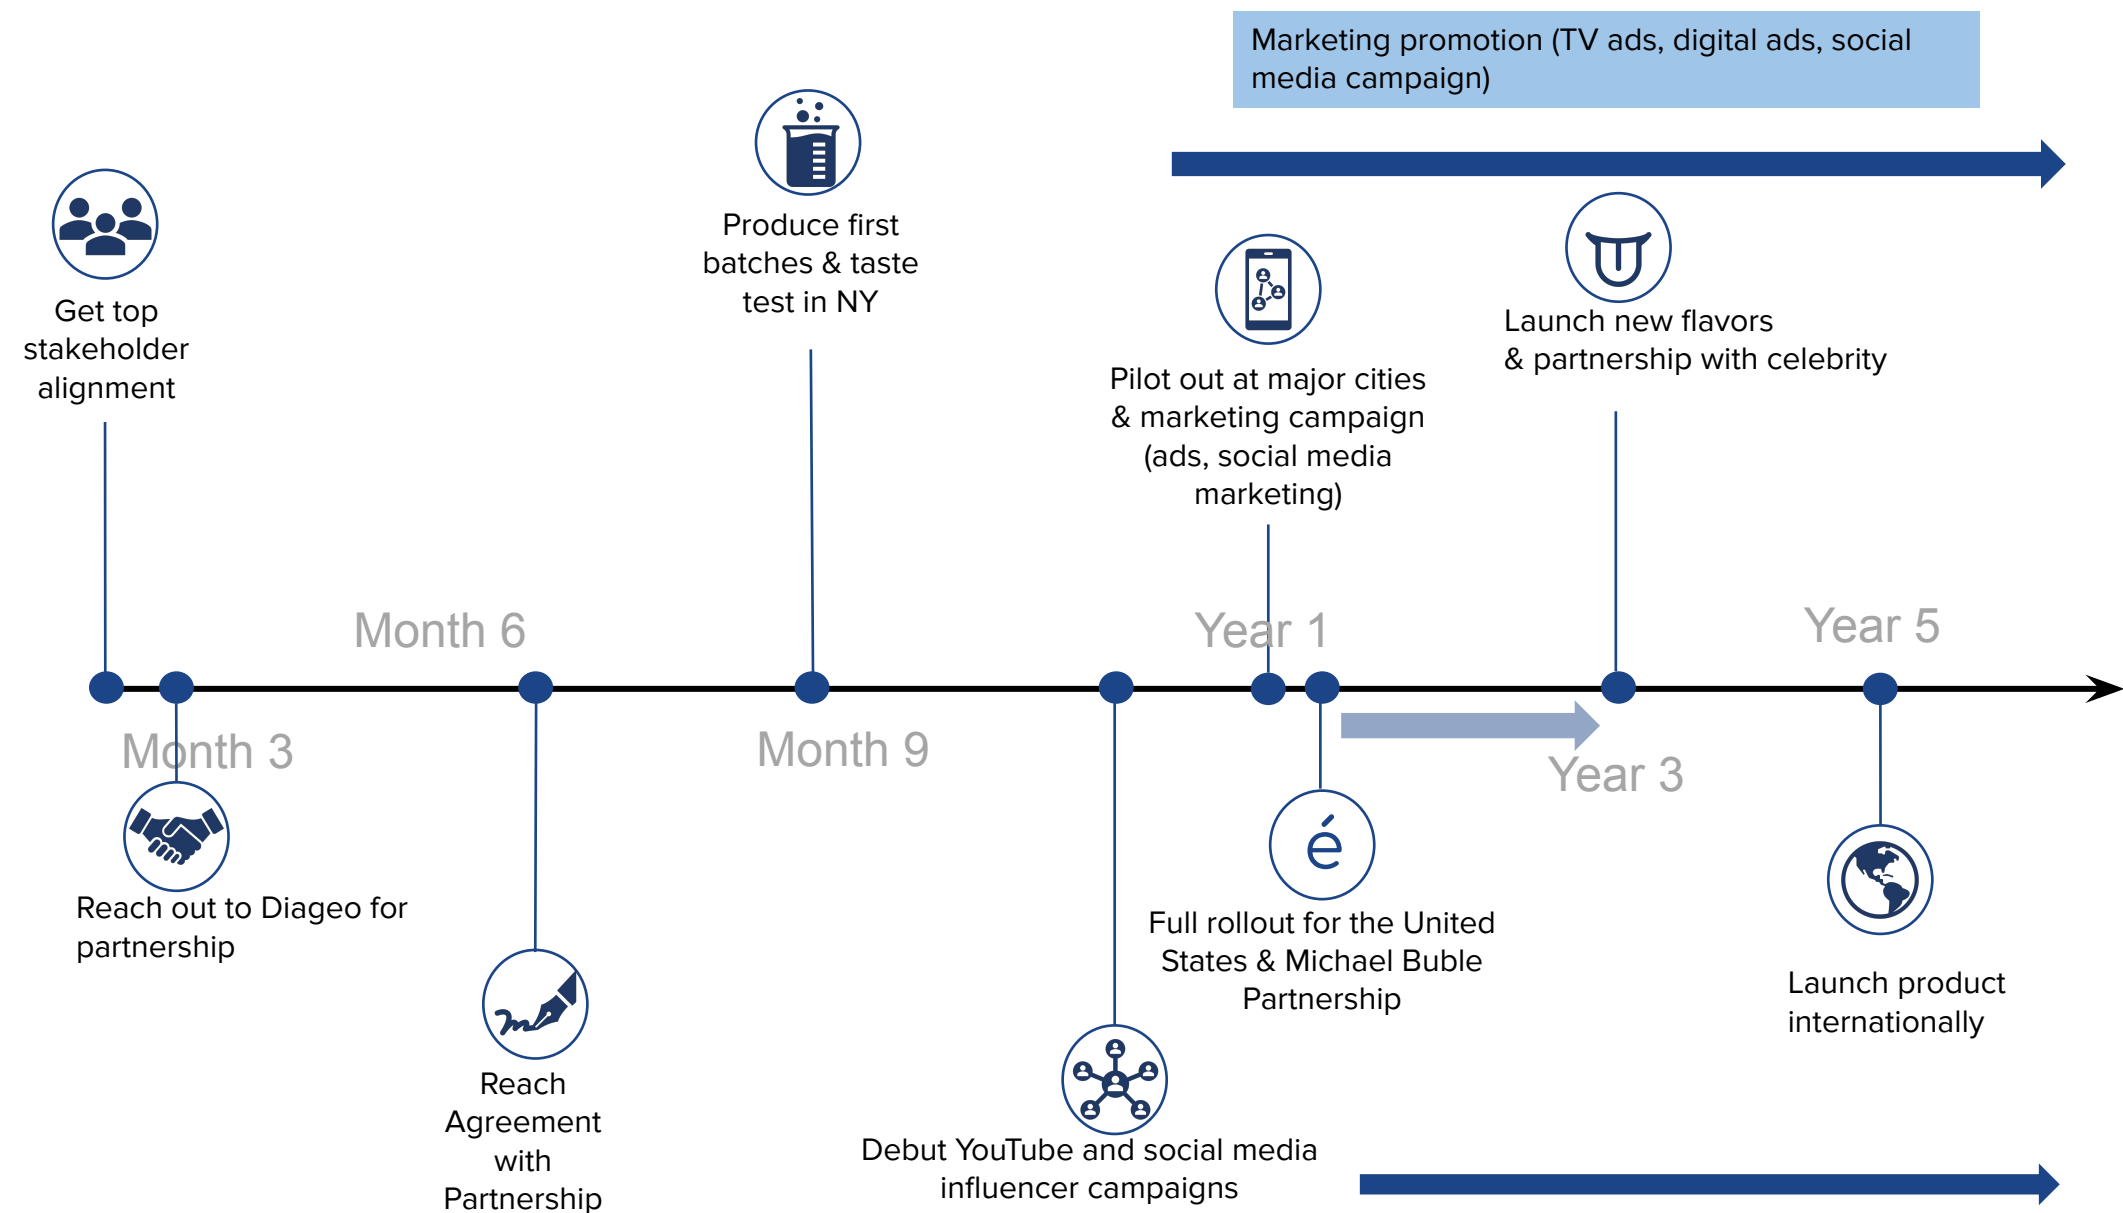 Marketing promotion (TV ads, digital ads, social
media campaign)
Get top
stakeholder
alignment
Produce first
batches & taste
test in NY
Pilot out at major cities
& marketing campaign
(ads, social media
marketing)
Launch new flavors
& partnership with celebrity
Month 6
Year 1
Year 5
Month 3
Month 9
Year 3
Reach out to Diageo for
partnership
Reach
Agreement
with
Partnership
Debut YouTube and social media
influencer campaigns
é
Full rollout for the United
States & Michael Buble
Partnership
Launch product
internationally